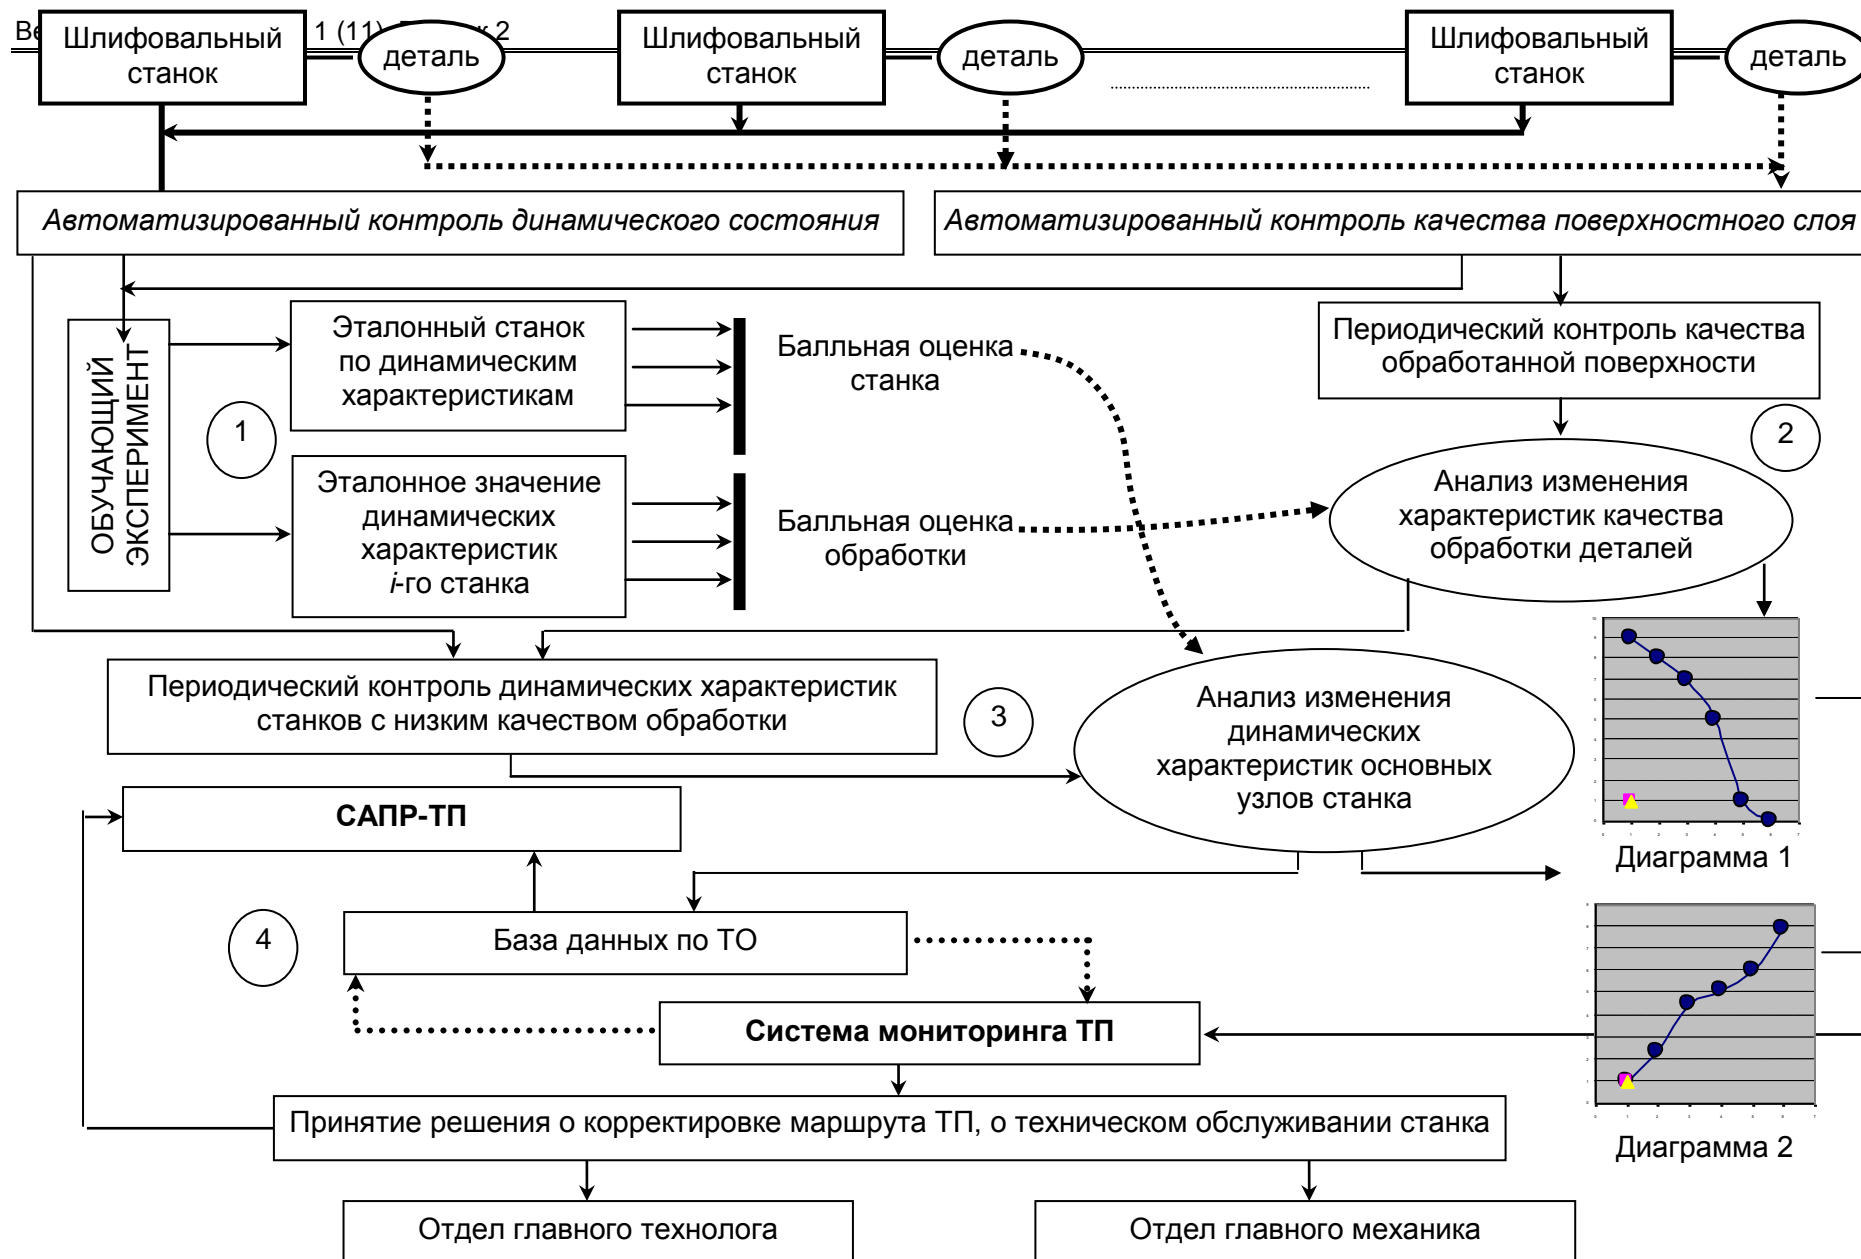 1 (11)
2
Шлифовальный
станок
деталь
Шлифовальный
станок
деталь
Шлифовальный
станок
деталь
Автоматизированный контроль динамического состояния
Автоматизированный контроль качества поверхностного слоя
ОБУЧАЮЩИЙ
ЭКСПЕРИМЕНТ
1
Эталонный станок
по динамическим
характеристикам
Балльная оценка
станка
Периодический контроль качества
обработанной поверхности
2
Эталонное значение
динамических
характеристик
i-го станка
Балльная оценка
обработки
Анализ изменения
характеристик качества
обработки деталей
Периодический контроль динамических характеристик
станков с низким качеством обработки
3
Анализ изменения
динамических
характеристик основных
узлов станка
Диаграмма 1
САПР-ТП
4
База данных по ТО
Система мониторинга ТП
Принятие решения о корректировке маршрута ТП, о техническом обслуживании станка
Диаграмма 2
Отдел главного технолога
Отдел главного механика